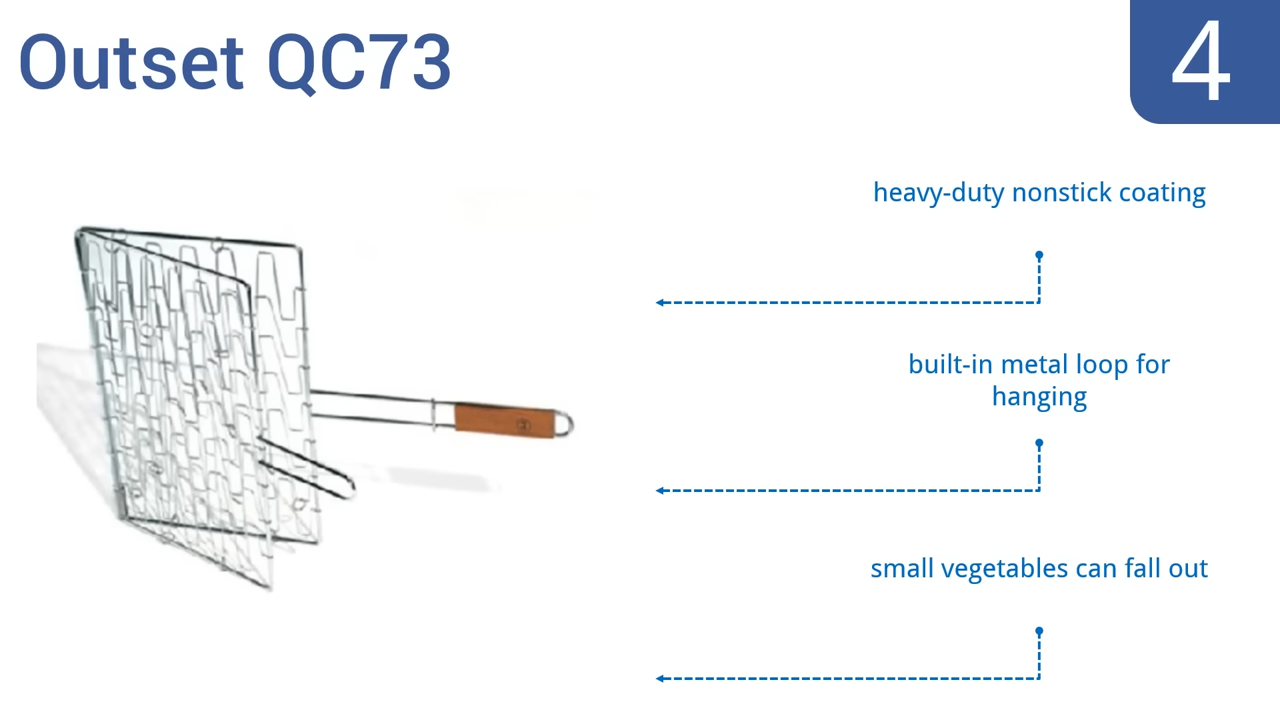 Outset QC73
4
heavy-duty nonstick coating
built-in metal loop for
hanging
small vegetables can fall out